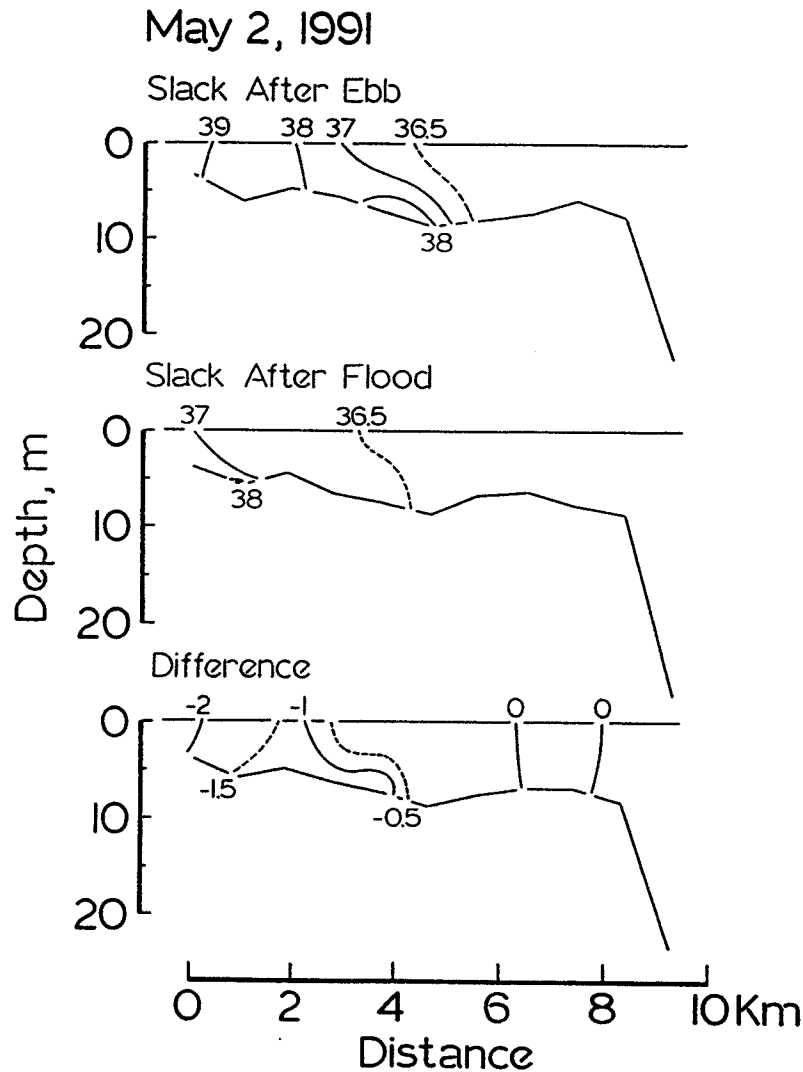 May 2, 1991
Slack After Ebb
39 38 37 36.5
0
10
38
20
Slack After Flood
37 36.5
0
38
10
20
Depth, m
Difference
-2 -1 0 0
0
-1.5
-0.5
10
20
0 2 4 6 8 10 Km
Distance